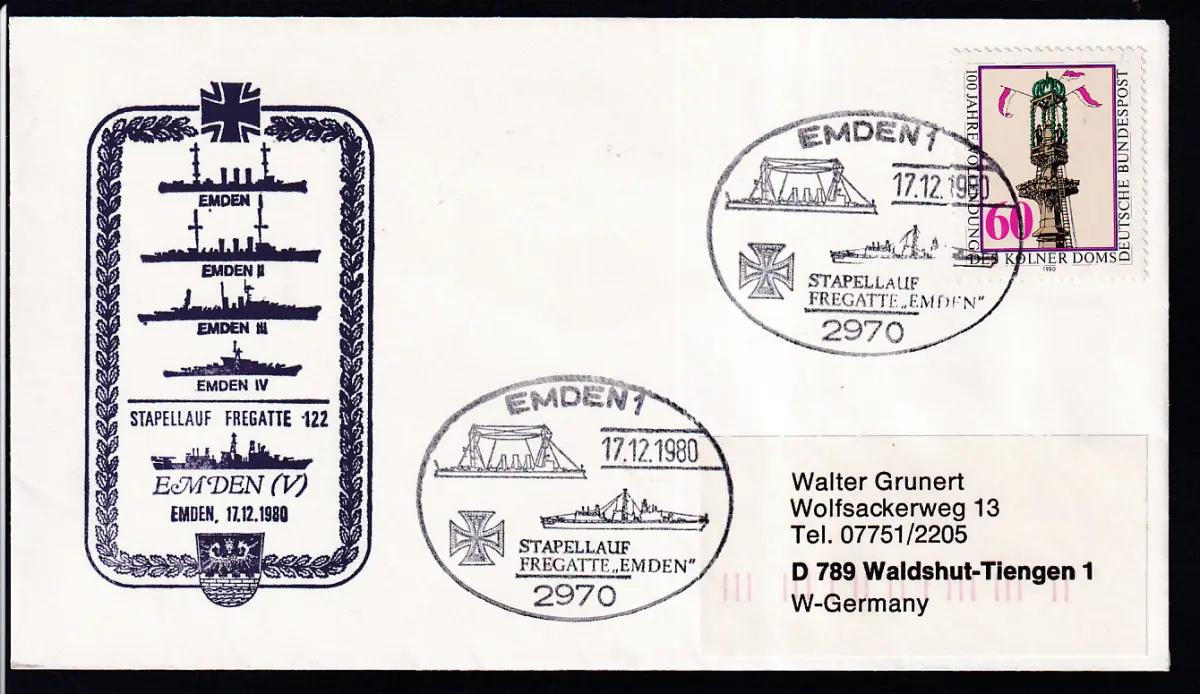 EMDEN I
EMDEN II
EMDEN III
EMDEN IV
STAPELLAUF FREGATTE 122
EMDEN (V)
EMDEN, 17.12.1980
EMDEN 1
17.12.1980
STAPELLAUF
FREGATTE „EMDEN"
2970
100 JAHRE VOLLENDUNG
DES KÖLNER DOMS
DEUTSCHE BUNDESPOST
60
1980
EMDEN 1
17.12.1980
STAPELLAUF
FREGATTE „EMDEN"
2970
Walter Grunert
Wolfsackerweg 13
Tel. 07751/2205
D 789 Waldshut-Tiengen 1
W-Germany